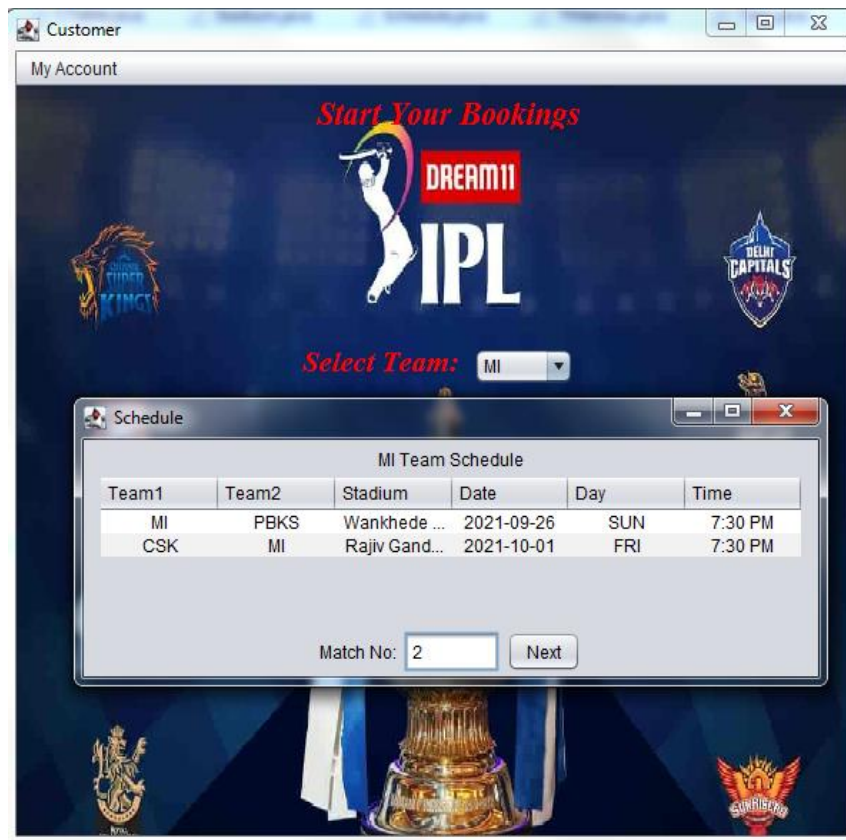 Customer
My Account
Start Your Bookings
DREAM11
IPL
CHENNAI
SUPER
KINGS
DELHI
CAPITALS
Select Team: MI
Schedule
MI Team Schedule
Team1 Team2 Stadium Date Day Time
MI PBKS Wankhede ... 2021-09-26 SUN 7:30 PM
CSK MI Rajiv Gand... 2021-10-01 FRI 7:30 PM
Match No: 2 Next
SUNRISERS